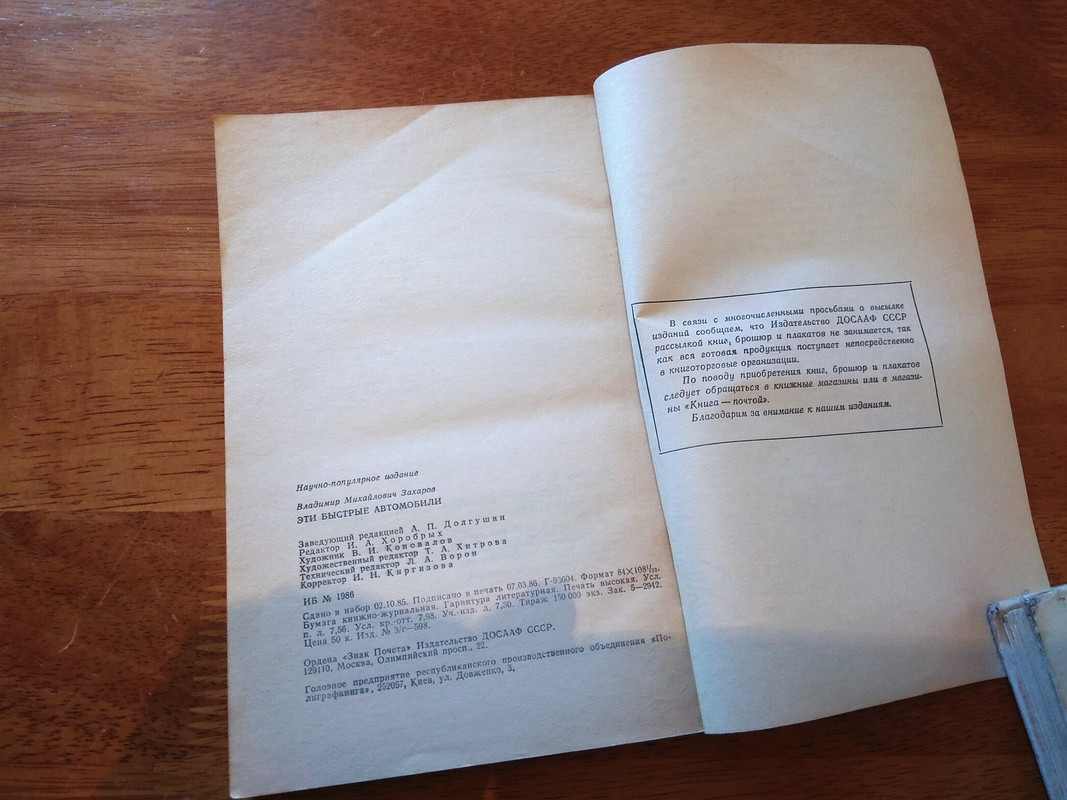 Научно-популярное издание
Владимир Михайлович Захаров
ЭТИ БЫСТРЫЕ АВТОМОБИЛИ
Заведующий редакцией А. П. Долгушин
Редактор И. А. Хоробрых
Художник В. И. Коновалов
Художественный редактор Т. А. Хитрова
Технический редактор Л. А. Ворон
Корректор И. Н. Киргизова
ИБ № 1986
Сдано в набор 02.10.85. Подписано в печать 07.03.86. Г-93604. Формат 84×108¹/₃₂.
Бумага книжно-журнальная. Гарнитура литературная. Печать высокая. Усл.
п. л. 7,56. Усл. кр.-отт. 7,98. Уч.-изд. л. 7,30. Тираж 150 000 экз. Зак. 5—2942.
Цена 50 к. Изд. № 3/г—598.
Ордена «Знак Почета» Издательство ДОСААФ СССР.
129110, Москва, Олимпийский просп., 22.
Головное предприятие республиканского производственного объединения «По-
лиграфкнига», 252057, Киев, ул. Довженко, 3,
В связи с многочисленными просьбами о высылке
изданий сообщаем, что Издательство ДОСААФ СССР
рассылкой книг, брошюр и плакатов не занимается, так
как вся готовая продукция поступает непосредственно
в книготорговые организации.
По поводу приобретения книг, брошюр и плакатов
следует обращаться в книжные магазины или в магази-
ны «Книга — почтой».
Благодарим за внимание к нашим изданиям.